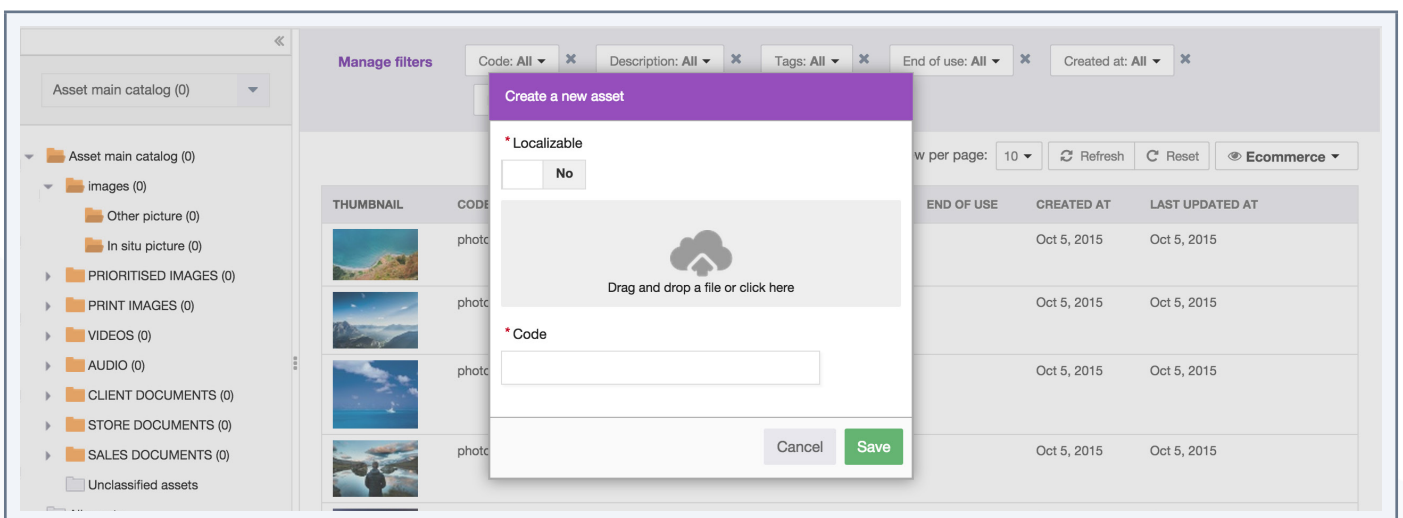 Manage filters
Code: All
Description: All
Tags: All
End of use: All
Created at: All
Asset main catalog (0)
Asset main catalog (0)
images (0)
Other picture (0)
In situ picture (0)
PRIORITISED IMAGES (0)
PRINT IMAGES (0)
VIDEOS (0)
AUDIO (0)
CLIENT DOCUMENTS (0)
STORE DOCUMENTS (0)
SALES DOCUMENTS (0)
Unclassified assets
Create a new asset
* Localizable
No
Drag and drop a file or click here
* Code
Cancel
Save
per page: 10
Refresh
Reset
Ecommerce
THUMBNAIL
CODE
END OF USE
CREATED AT
LAST UPDATED AT
Oct 5, 2015
Oct 5, 2015
Oct 5, 2015
Oct 5, 2015
Oct 5, 2015
Oct 5, 2015
Oct 5, 2015
Oct 5, 2015